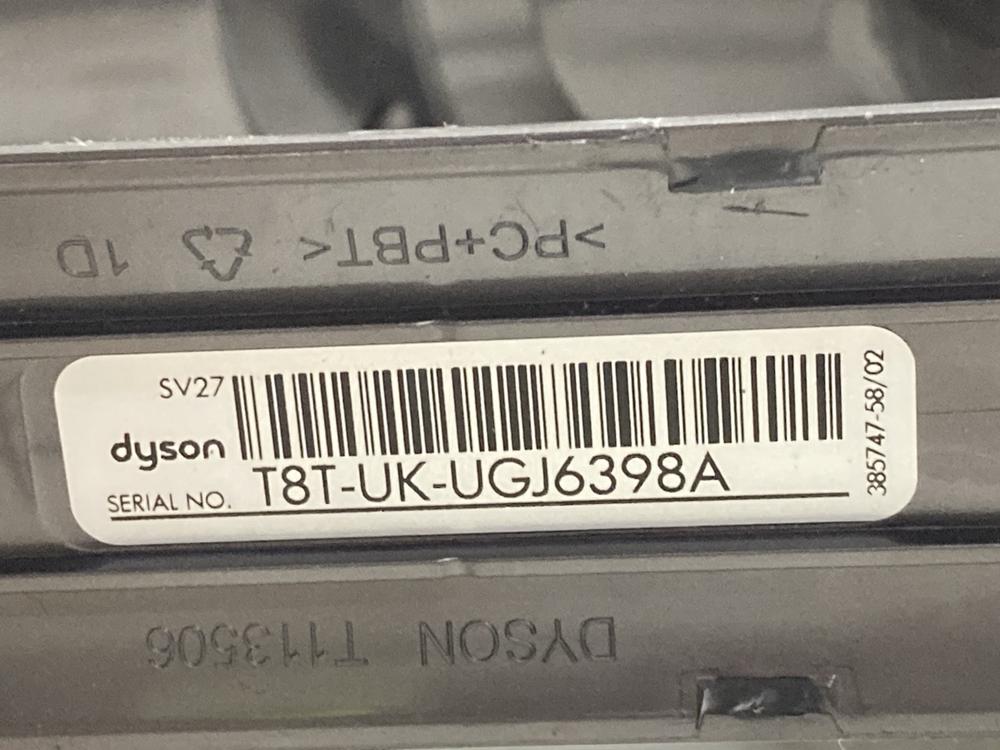 >PC+PBT< 1D
SV27
dyson
SERIAL NO. T8T-UK-UGJ6398A
385747-58/02
DYSON T113506